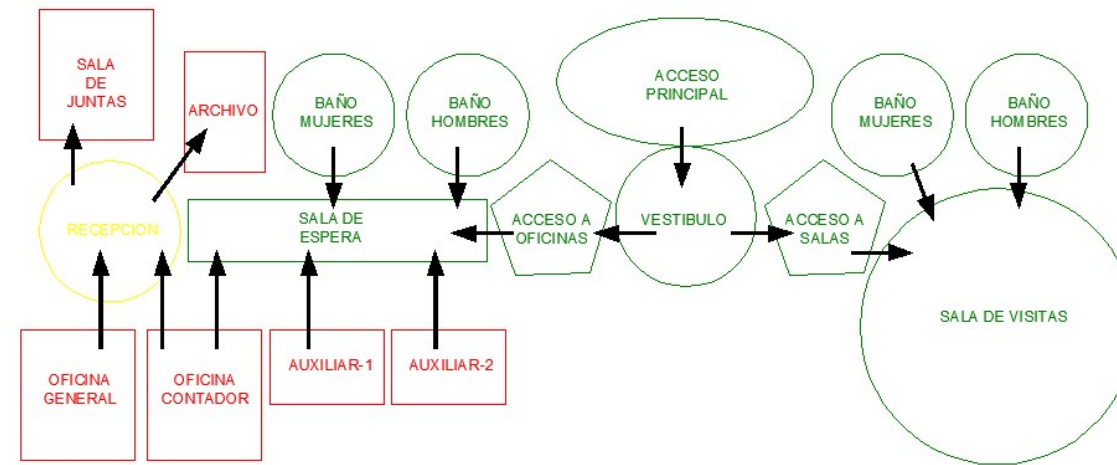 SALA
DE
JUNTAS
ARCHIVO
BAÑO
MUJERES
BAÑO
HOMBRES
ACCESO
PRINCIPAL
BAÑO
MUJERES
BAÑO
HOMBRES
RECEPCION
SALA DE
ESPERA
ACCESO A
OFICINAS
VESTIBULO
ACCESO A
SALAS
SALA DE VISITAS
OFICINA
GENERAL
OFICINA
CONTADOR
AUXILIAR-1
AUXILIAR-2